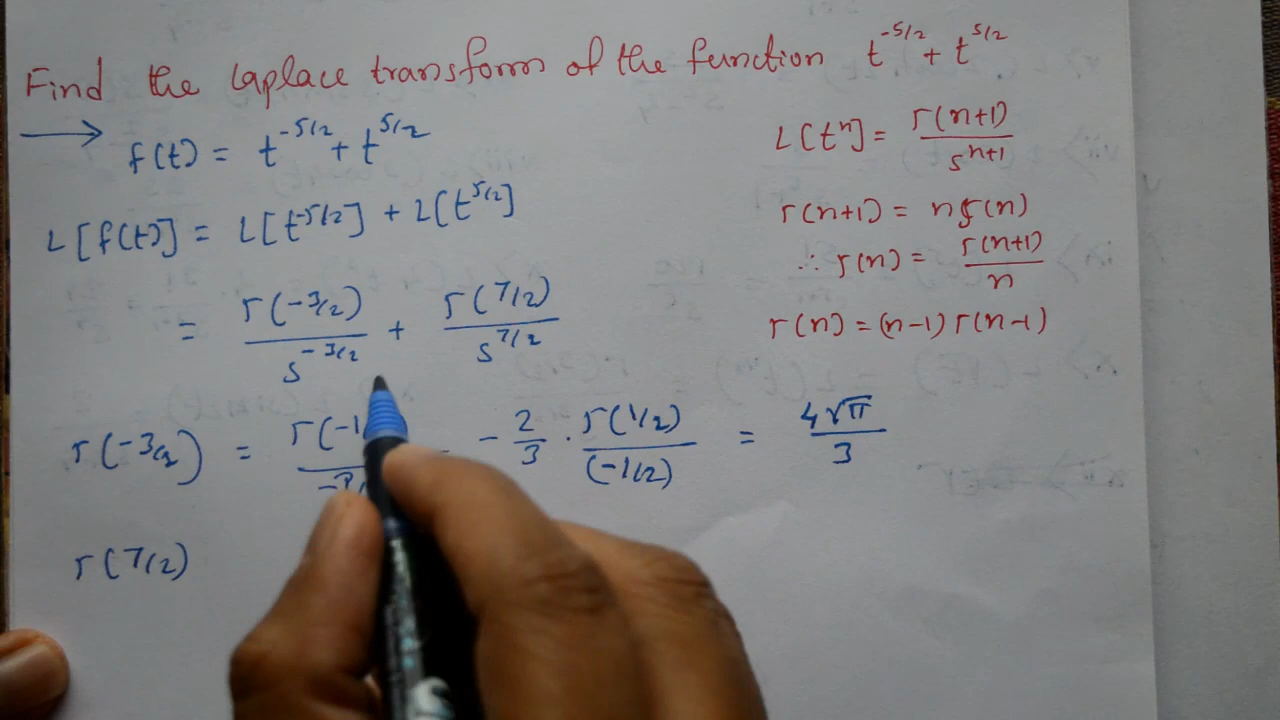 Find the Laplace transform of the function t^{-5/2} + t^{5/2}
→ f(t) = t^{-5/2} + t^{5/2}
L[f(t)] = L[t^{-5/2}] + L[t^{5/2}]
= Γ(-3/2) / s^{-3/2} + Γ(7/2) / s^{7/2}
Γ(-3/2) = Γ(-1 - 2/3 · Γ(1/2) / (-1/2) = 4√π / 3
Γ(7/2)
L[t^n] = Γ(n+1) / s^{n+1}
Γ(n+1) = n Γ(n)
∴ Γ(n) = Γ(n+1) / n
Γ(n) = (n-1) Γ(n-1)